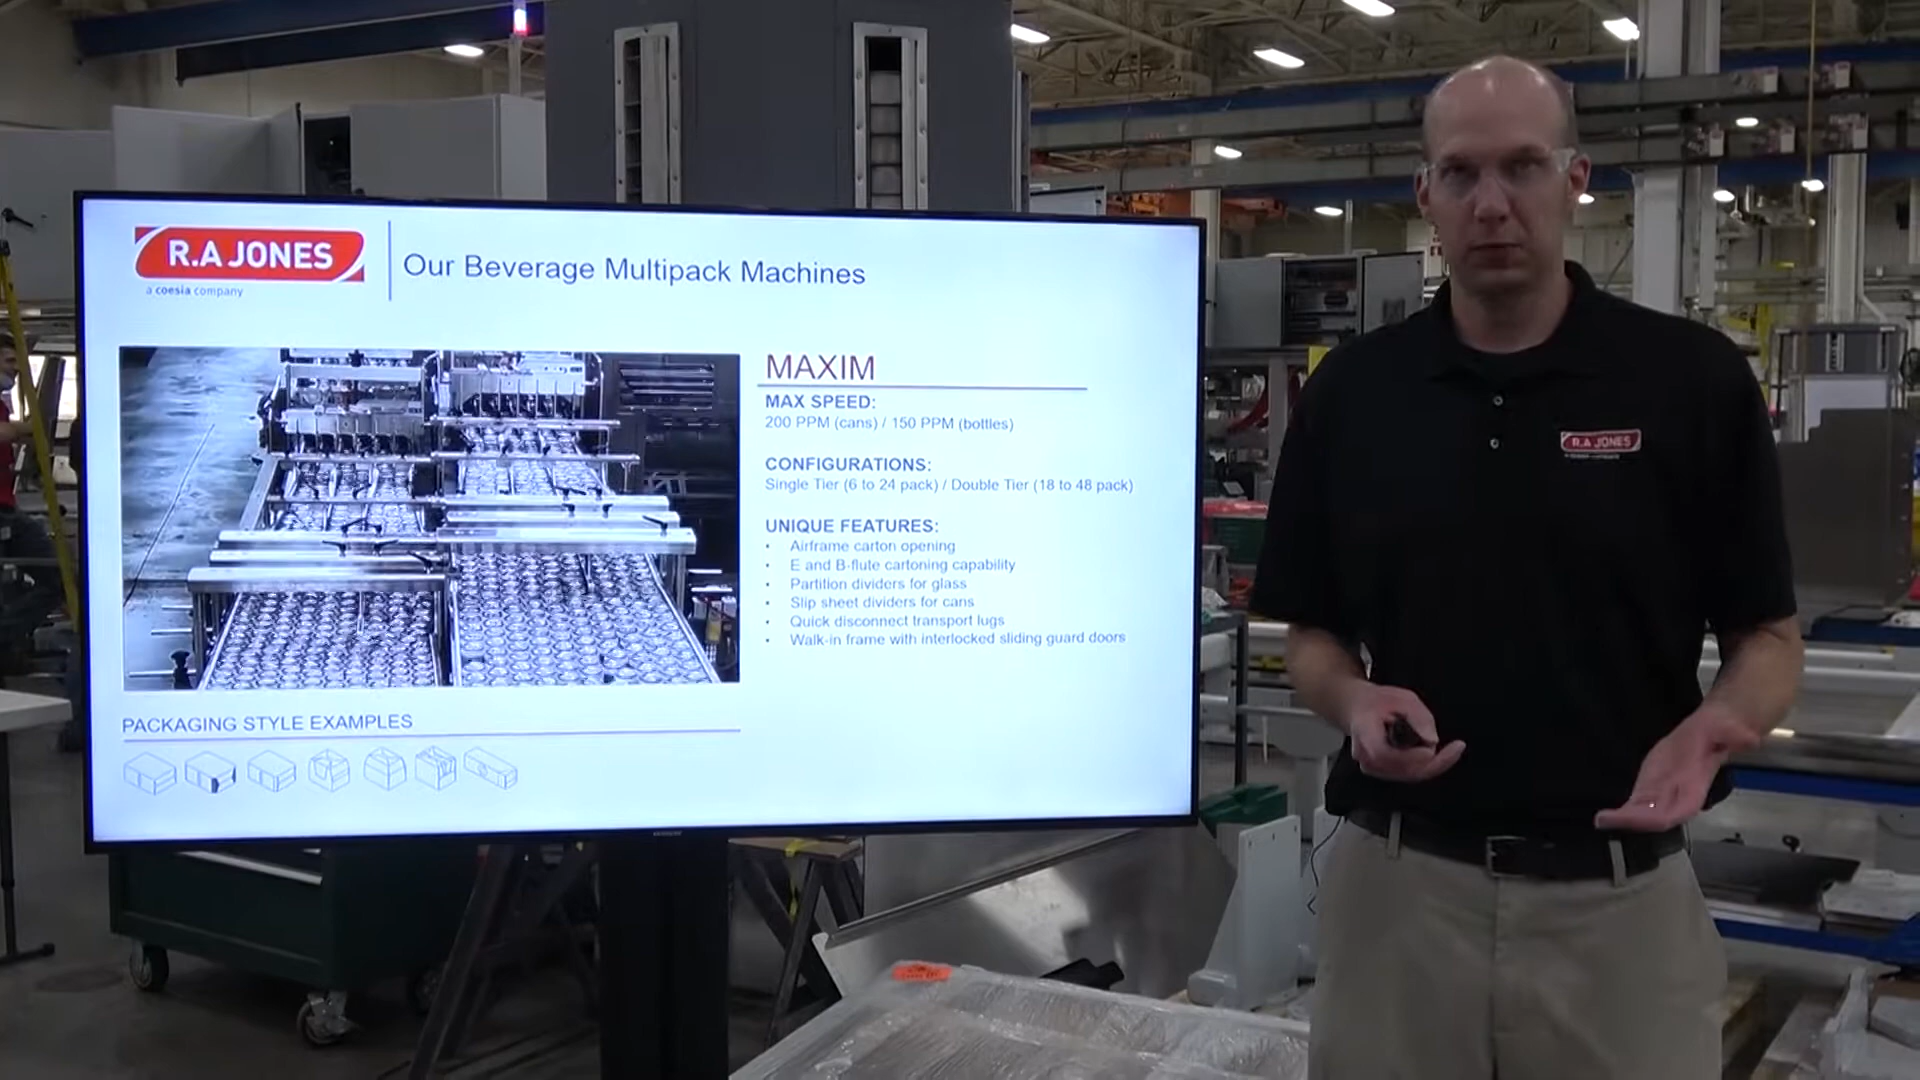 R.A JONES
a coesia company
Our Beverage Multipack Machines
MAXIM
MAX SPEED:
200 PPM (cans) / 150 PPM (bottles)
CONFIGURATIONS:
Single Tier (6 to 24 pack) / Double Tier (18 to 48 pack)
UNIQUE FEATURES:
• Airframe carton opening
• E and B-flute cartoning capability
• Partition dividers for glass
• Slip sheet dividers for cans
• Quick disconnect transport lugs
• Walk-in frame with interlocked sliding guard doors
PACKAGING STYLE EXAMPLES
R.A JONES